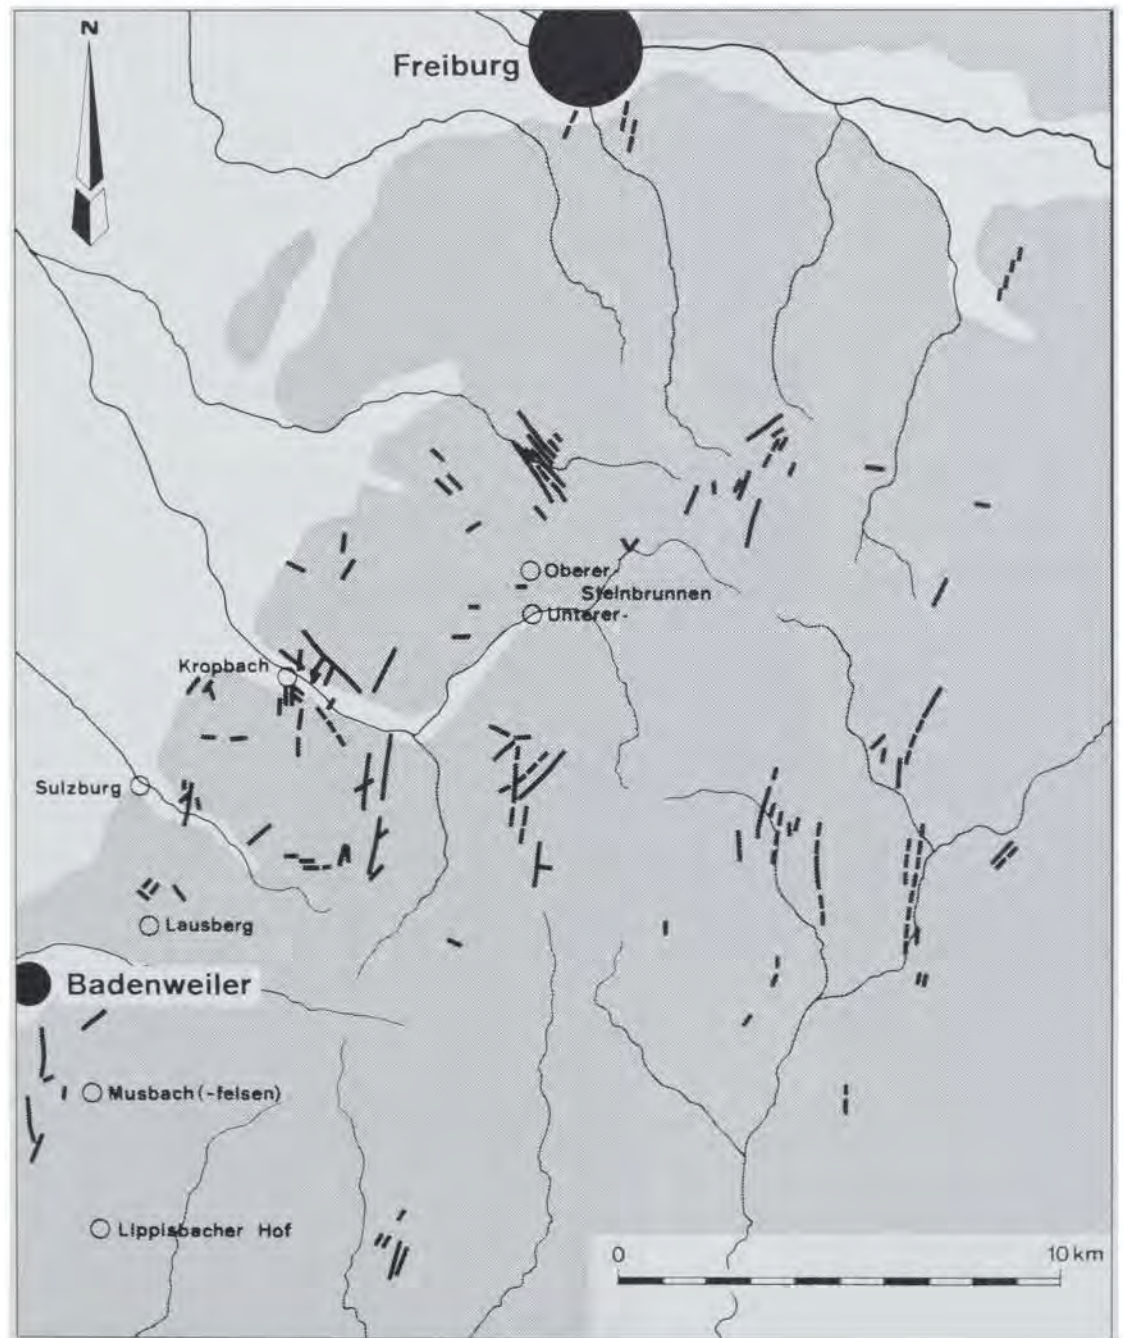 N
Freiburg
Oberer-
Steinbrunnen
Unterer-
Kropbach
Sulzburg
Lausberg
Badenweiler
Musbach (-felsen)
Lippisbacher Hof
0 10 km